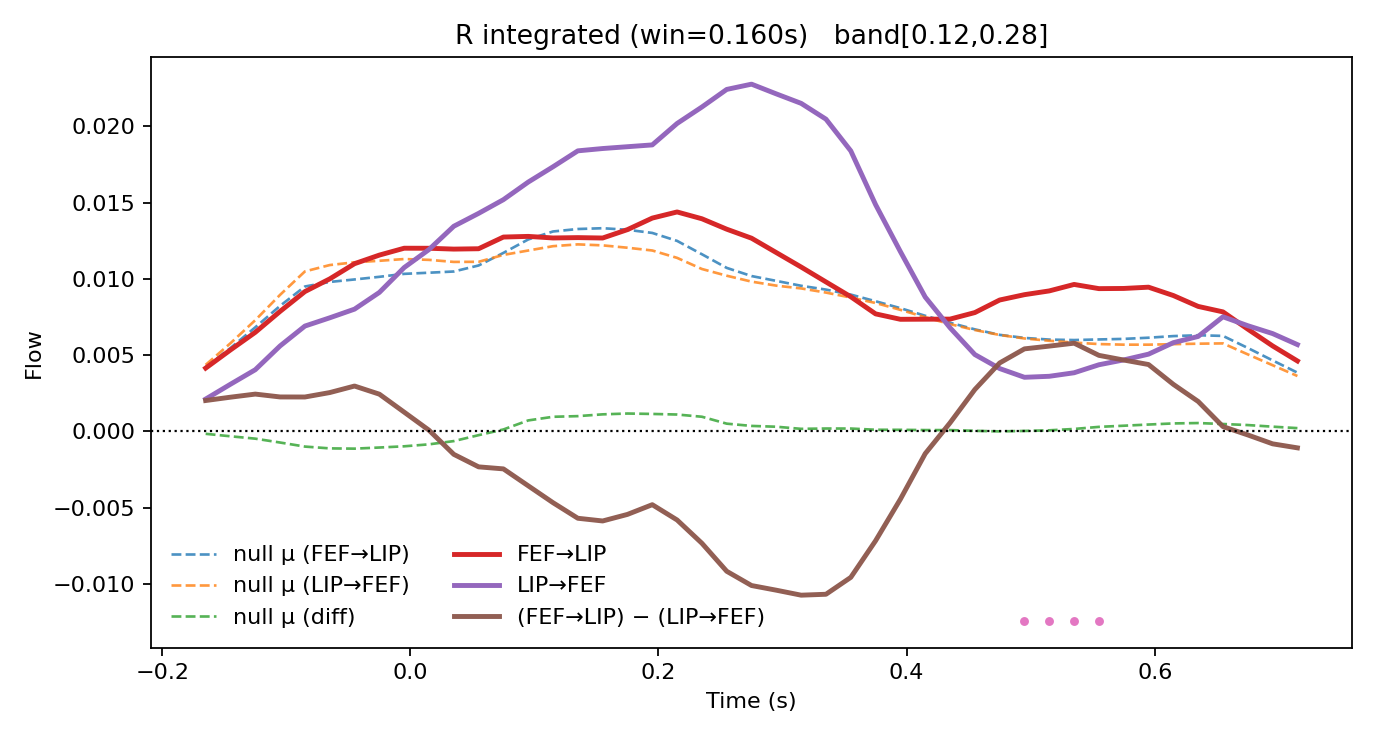 R integrated (win=0.160s)   band[0.12,0.28]
Flow
0.020
0.015
0.010
0.005
0.000
−0.005
−0.010
null μ (FEF→LIP)
null μ (LIP→FEF)
null μ (diff)
FEF→LIP
LIP→FEF
(FEF→LIP) − (LIP→FEF)
−0.2 0.0 0.2 0.4 0.6
Time (s)